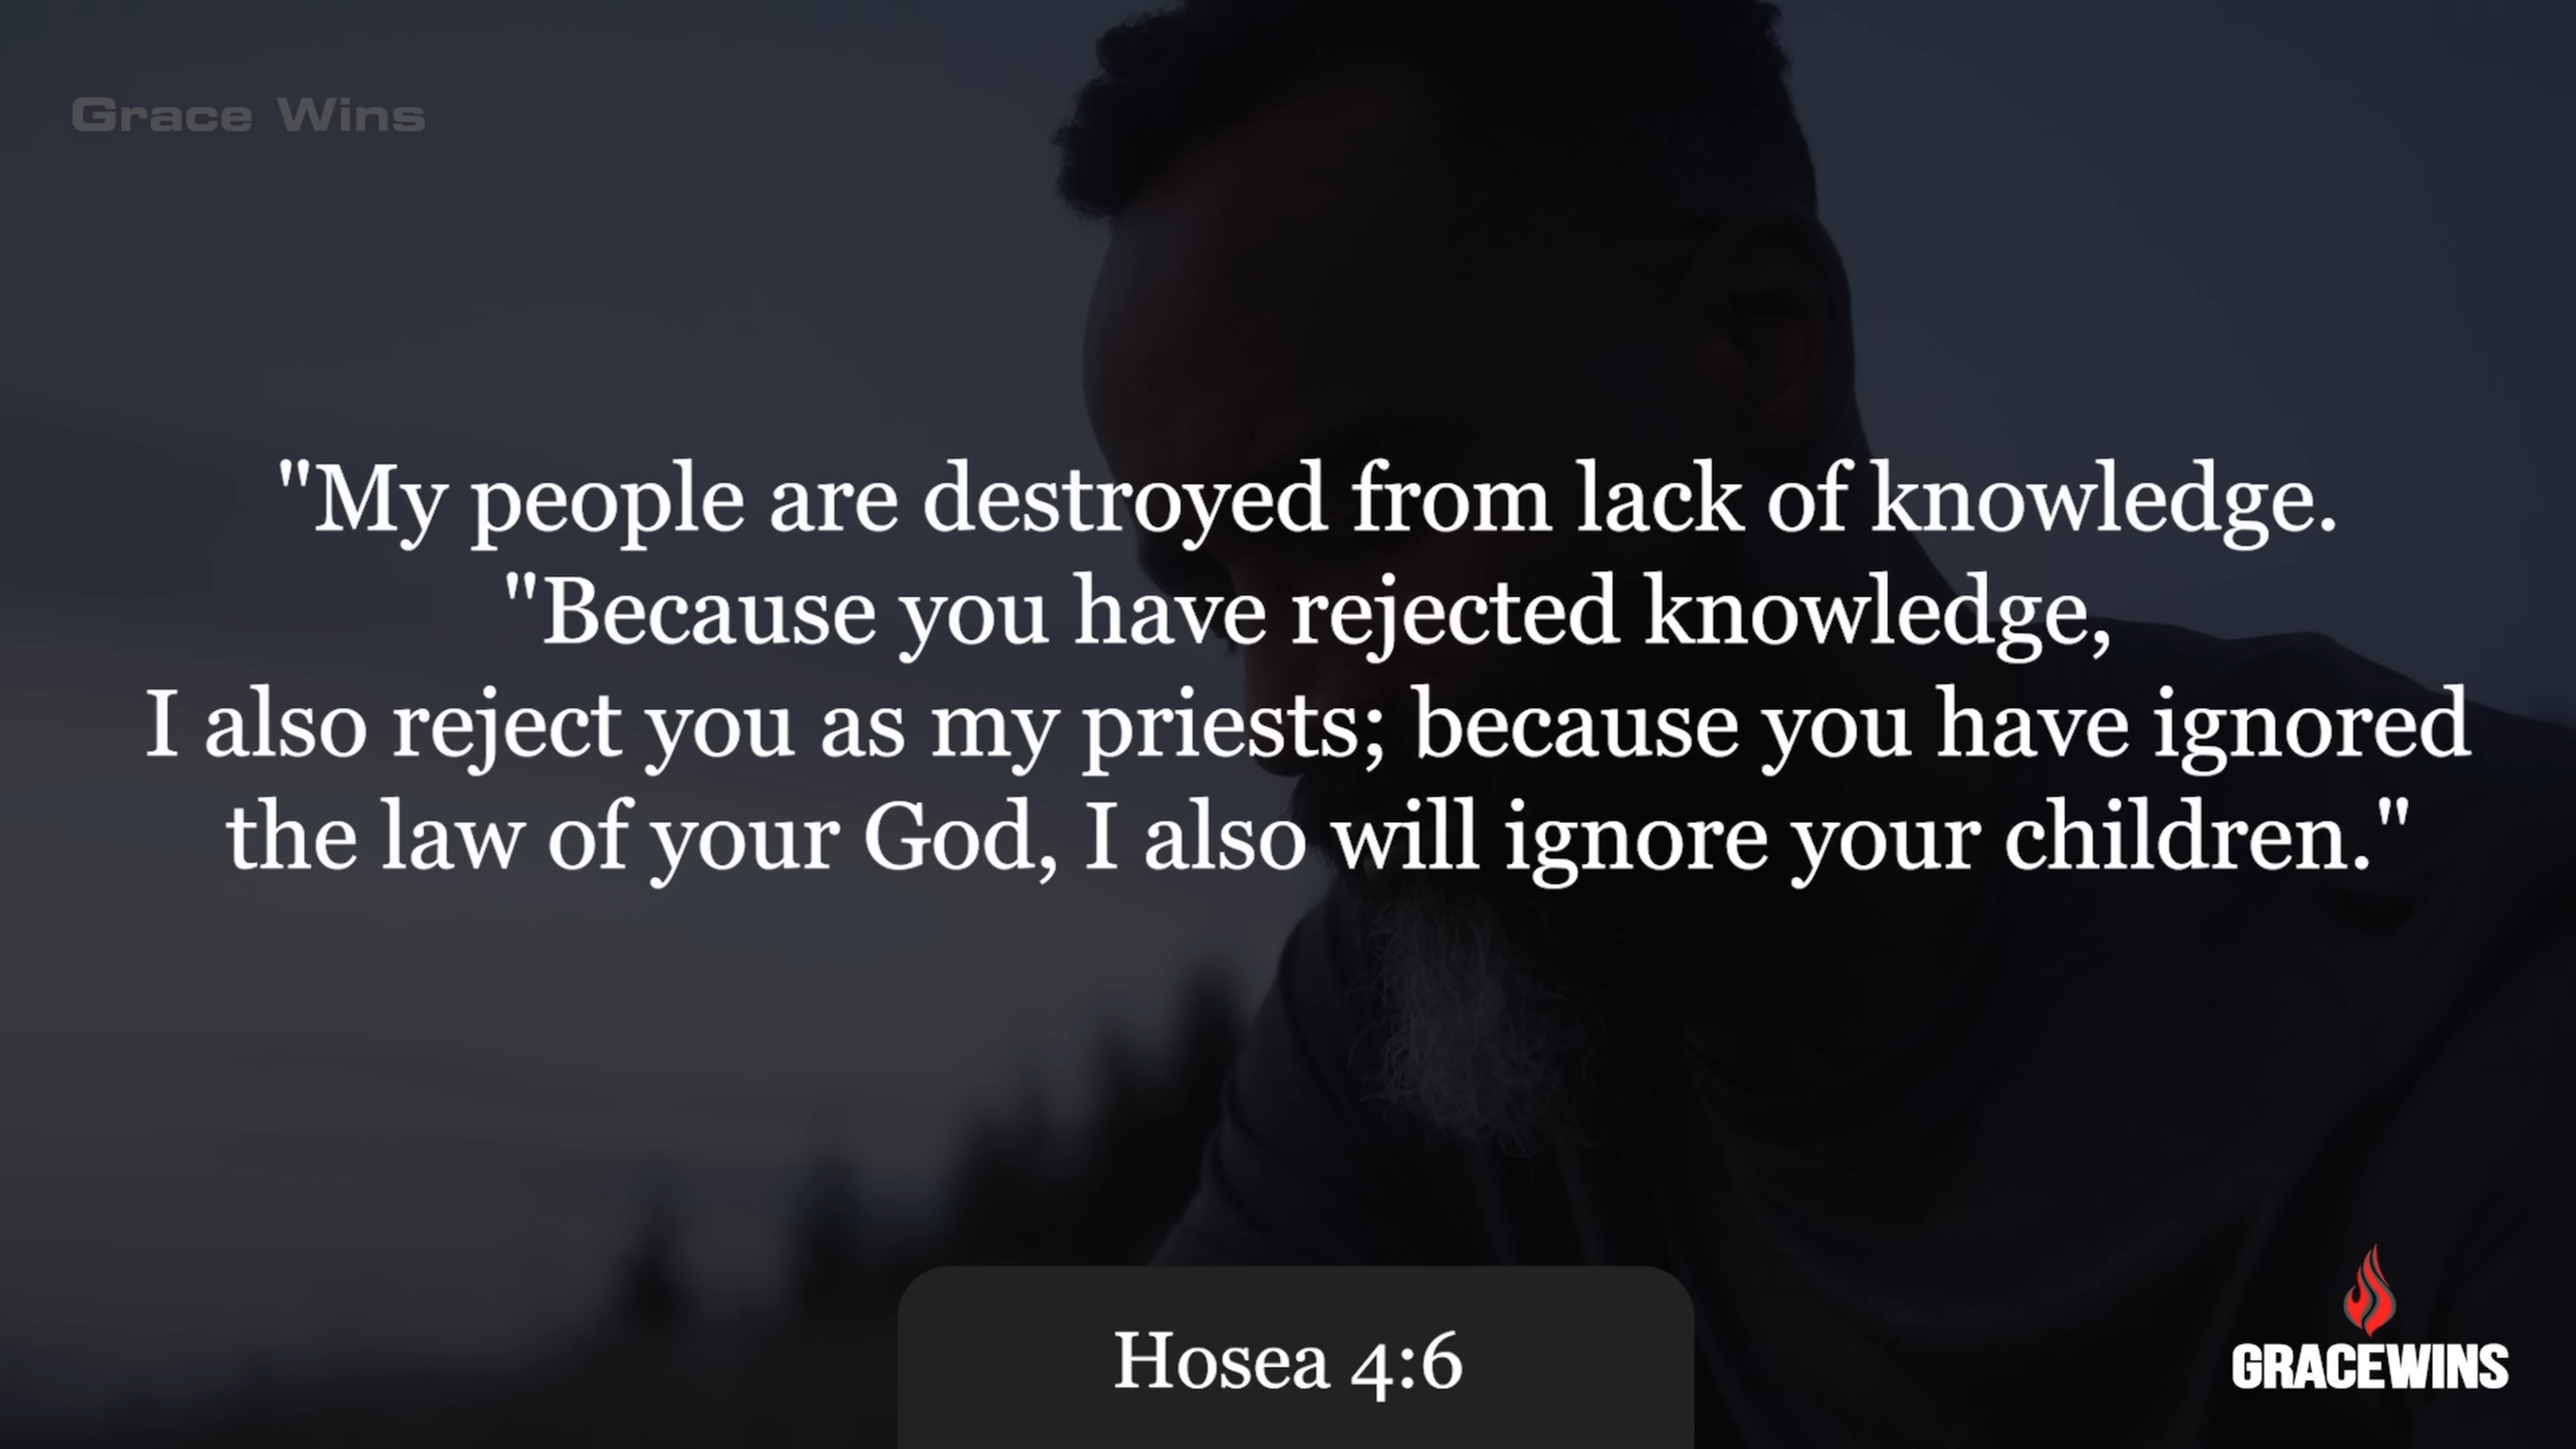 Grace Wins
"My people are destroyed from lack of knowledge.
"Because you have rejected knowledge,
I also reject you as my priests; because you have ignored
the law of your God, I also will ignore your children."
Hosea 4:6
GRACEWINS